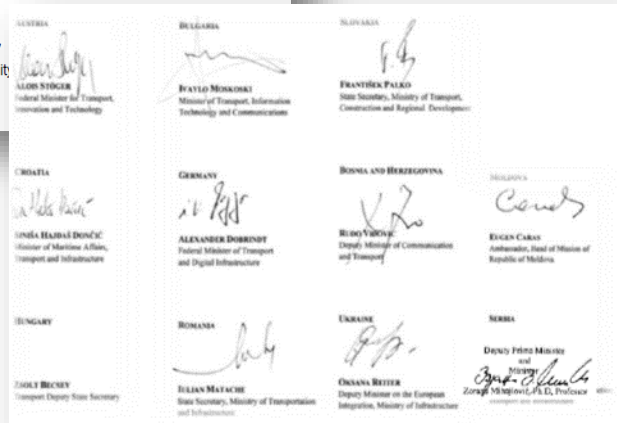 AUSTRIA
ALOIS STÖGER
Federal Minister for Transport,
Innovation and Technology
BULGARIA
IVAYLO MOSKOSKI
Minister of Transport, Information
Technology and Communications
SLOVAKIA
FRANTIŠEK PALKO
State Secretary, Ministry of Transport,
Construction and Regional Development
CROATIA
SINIŠA HAJDAŠ DONČIĆ
Minister of Maritime Affairs,
Transport and Infrastructure
GERMANY
ALEXANDER DOBRINDT
Federal Minister of Transport
and Digital Infrastructure
BOSNIA AND HERZEGOVINA
RUDO
Deputy Minister of Communication
and Transport
MOLDOVA
EUGEN CARAS
Ambassador, Head of Mission of
Republic of Moldova
HUNGARY
ZSOLT BECSEY
Transport Deputy State Secretary
ROMANIA
IULIAN MATACHE
State Secretary, Ministry of Transportation
and Infrastructure
UKRAINE
OKSANA REITER
Deputy Minister on the European
Integration, Ministry of Infrastructure
SERBIA
Deputy Prime Minister
and
Minister
Zorana Mihajlović, Ph.D, Professor